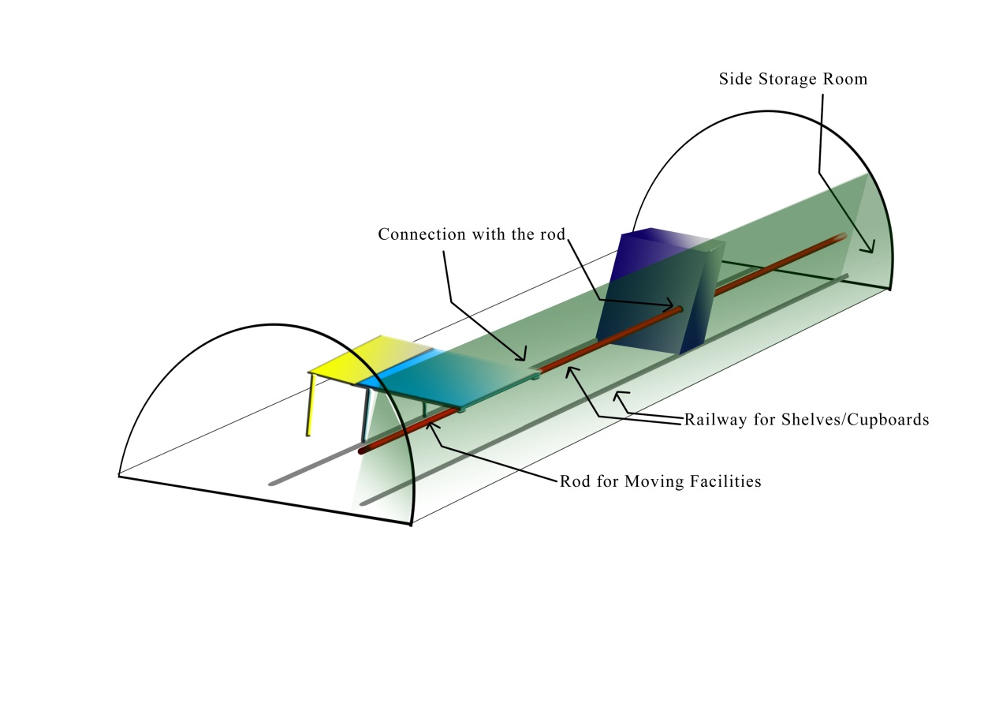 Side Storage Room
Connection with the rod
Railway for Shelves/Cupboards
Rod for Moving Facilities